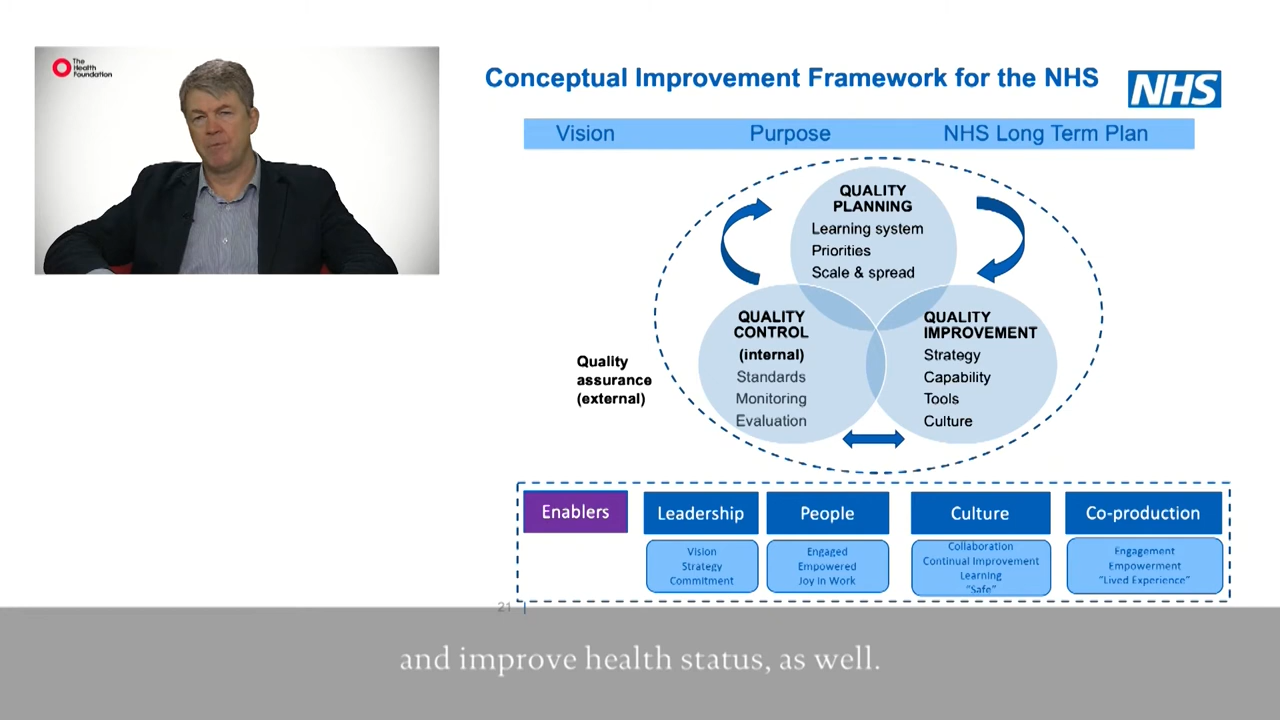 The
Health
Foundation
Conceptual Improvement Framework for the NHS
NHS
Vision
Purpose
NHS Long Term Plan
QUALITY
PLANNING
Learning system
Priorities
Scale & spread
QUALITY
CONTROL
(internal)
Standards
Monitoring
Evaluation
QUALITY
IMPROVEMENT
Strategy
Capability
Tools
Culture
Quality
assurance
(external)
Enablers
Leadership
Vision
Strategy
Commitment
People
Engaged
Empowered
Joy in Work
Culture
Collaboration
Continual Improvement
Learning
"Safe"
Co-production
Engagement
Empowerment
"Lived Experience"
21
and improve health status, as well.